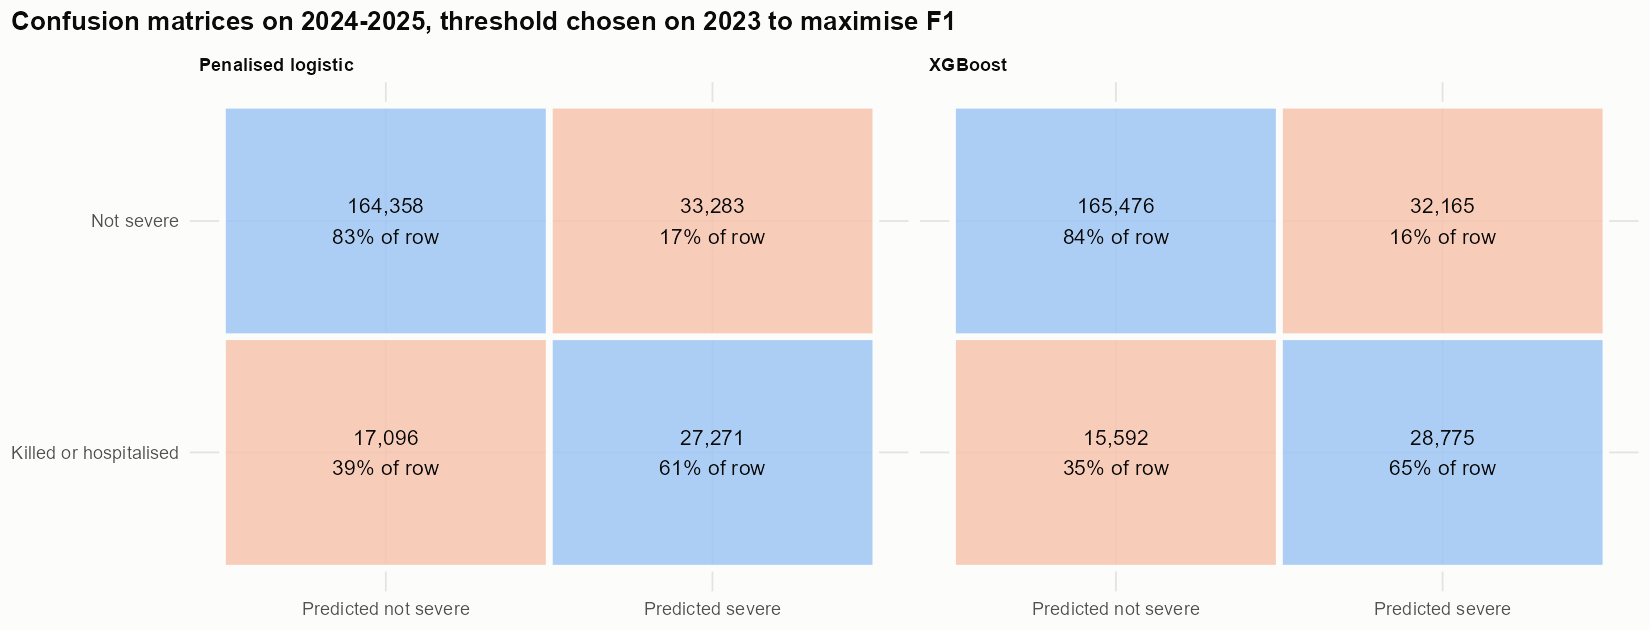 Confusion matrices on 2024-2025, threshold chosen on 2023 to maximise F1
Penalised logistic
XGBoost
Not severe
164,358
83% of row
33,283
17% of row
165,476
84% of row
32,165
16% of row
Killed or hospitalised
17,096
39% of row
27,271
61% of row
15,592
35% of row
28,775
65% of row
Predicted not severe
Predicted severe
Predicted not severe
Predicted severe